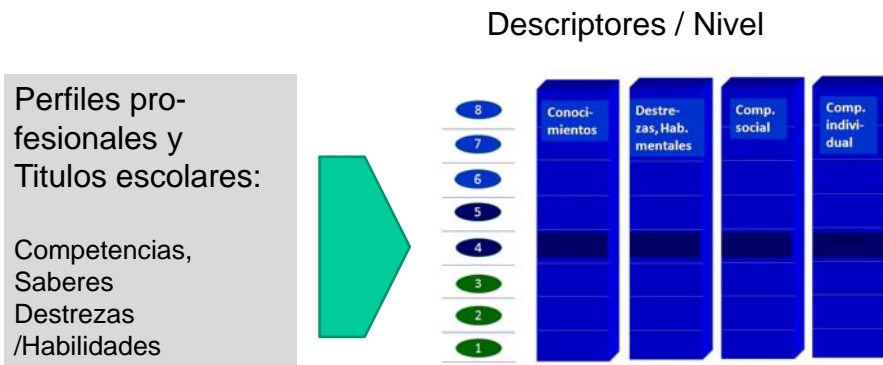 Descriptores / Nivel
Perfiles pro-
fesionales y
Titulos escolares:
Competencias,
Saberes
Destrezas
/Habilidades
8
7
6
5
4
3
2
1
Conoci-
mientos
Destre-
zas, Hab.
mentales
Comp.
social
Comp.
indivi-
dual